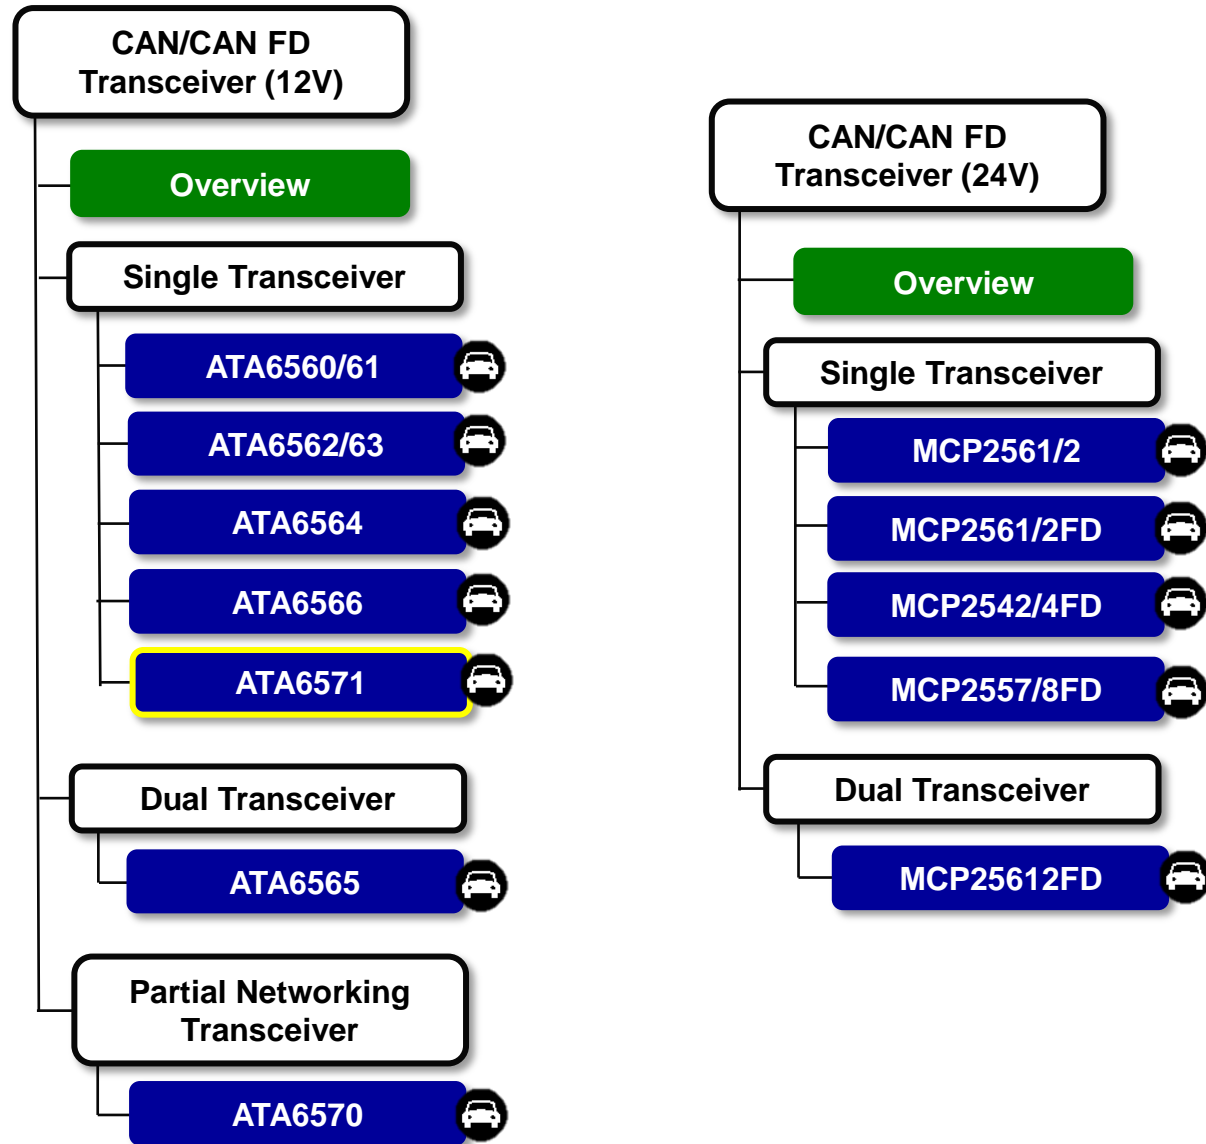 CAN/CAN FD
Transceiver (12V)
Overview
Single Transceiver
ATA6560/61
ATA6562/63
ATA6564
ATA6566
ATA6571
Dual Transceiver
ATA6565
Partial Networking
Transceiver
ATA6570
CAN/CAN FD
Transceiver (24V)
Overview
Single Transceiver
MCP2561/2
MCP2561/2FD
MCP2542/4FD
MCP2557/8FD
Dual Transceiver
MCP25612FD